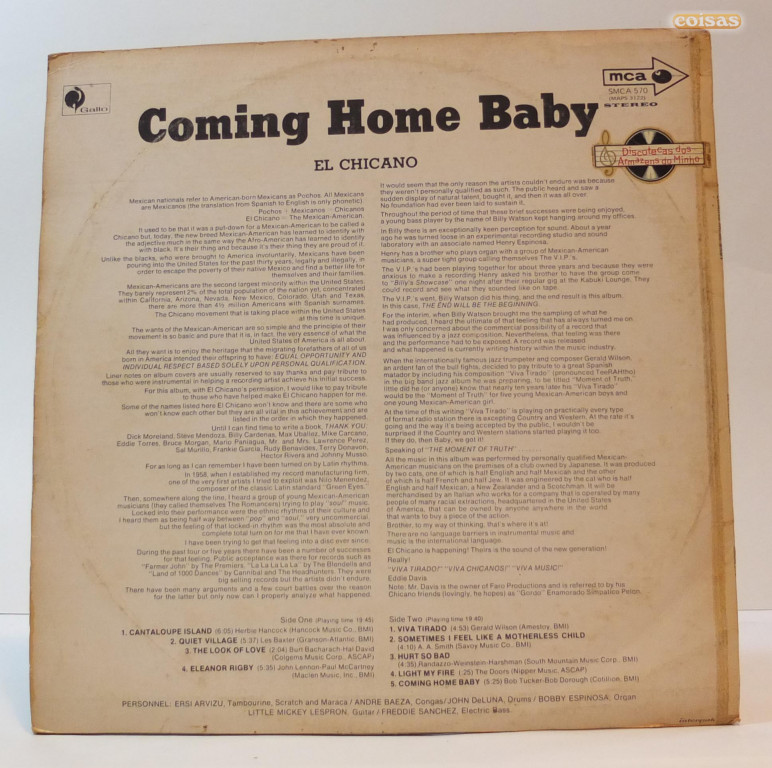 coisas
Giallo
mca
SMCA 570
(MAPS 3172)
STEREO
Coming Home Baby
EL CHICANO
Discotecas dos
Armazens do Minho
Mexican nationals refer to American-born Mexicans as Pochos. All Mexicans
are Mexicanos (the translation from Spanish to English is only phonetic).
Pochos + Mexicanos = Chicanos
El Chicano = The Mexican-American.
It used to be that it was a put-down for a Mexican-American to be called a
Chicano but, today, the new breed Mexican-American has learned to identify with
the adjective much in the same way the Afro-American has learned to identify
with black. It's their thing and because it's their thing they are proud of it.
Unlike the blacks, who were brought to America involuntarily, Mexicans have been
pouring into the United States for the past thirty years, legally and illegally, in
order to escape the poverty of their native Mexico and find a better life for
themselves and their families.
Mexican-Americans are the second largest minority within the United States.
They barely represent 2% of the total population of the nation yet, concentrated
within California, Arizona, Nevada, New Mexico, Colorado, Utah and Texas,
there are more than 4½ million Americans with Spanish surnames.
The Chicano movement that is taking place within the United States
at this time is unique.
The wants of the Mexican-American are so simple and the principle of their
movement is so basic and pure that it is, in fact, the very essence of what the
United States of America is all about.
All they want is to enjoy the heritage that the migrating forefathers of all of us
born in America intended their offspring to have: EQUAL OPPORTUNITY AND
INDIVIDUAL RESPECT BASED SOLELY UPON PERSONAL QUALIFICATION.
Liner notes on album covers are usually reserved to say thanks and pay tribute to
those who were instrumental in helping a recording artist achieve his initial success.
For this album, with El Chicano's permission, I would like to pay tribute
to those who have helped make El Chicano happen for me.
Some of the names listed here El Chicano won't know and there are some who
won't know each other but they are all vital in this achievement and are
listed in the order in which they happened.
Until I can find time to write a book, THANK YOU:
Dick Moreland, Steve Mendoza, Billy Cardenas, Max Uballez, Mike Carcano,
Eddie Torres, Bruce Morgan, Mario Paniagua, Mr. and Mrs. Lawrence Perez,
Sal Murillo, Frankie Garcia, Rudy Benavides, Terry Donavon,
Hector Rivera and Johnny Musso.
For as long as I can remember I have been turned on by Latin rhythms.
In 1958, when I established my record manufacturing firm,
one of the very first artists I tried to exploit was Nilo Menendez,
composer of the classic Latin standard "Green Eyes."
Then, somewhere along the line, I heard a group of young Mexican-American
musicians (they called themselves The Romancers) trying to play "soul" music.
Locked into their performance were the ethnic rhythms of their culture and
I heard them as being half way between "pop" and "soul." It was uncommercial,
but the feeling of that locked-in rhythm was the most absolute and
complete total turn on for me that I have ever known.
I have been trying to get that feeling into a disc ever since.
During the past four or five years there have been a number of successes
for that feeling. Public acceptance was there for records such as
"Farmer John" by The Premiers, "La La La La La" by The Blendells and
"Land of 1000 Dances" by Cannibal and The Headhunters. They were
big selling records but the artists didn't endure.
There have been many arguments and a few court battles over the reason
for the latter but only now can I properly analyze what happened.
It would seem that the only reason the artists couldn't endure was because
they weren't personally qualified as such. The public heard and saw a
sudden display of natural talent, bought it, and then it was all over.
No foundation had ever been laid to sustain it.
Throughout the period of time that these brief successes were being enjoyed,
a young base player by the name of Billy Watson kept hanging around my offices.
In Billy there is an exceptionally keen perception for sound. About a year
ago he was turned loose in an experimental recording studio and sound
laboratory with an associate named Henry Espinosa.
Henry has a brother who plays organ with a group of Mexican-American
musicians, a super tight group calling themselves The V.I.P.'s.
The V.I.P.'s had been playing together for about three years and because they were
anxious to make a recording Henry asked his brother to have the group come
to "Billy's Showcase" one night after their regular gig at the Kabuki Lounge. They
could record and see what they sounded like on tape.
The V.I.P.'s went, Billy Watson did his thing, and the end result is this album.
In this case, THE END WILL BE THE BEGINNING.
For the interim, when Billy Watson brought me the sampling of what he
had produced, I heard the ultimate of that feeling that has always turned me on.
I was only concerned about the commercial possibility of a record that
was influenced by a jazz composition. Nevertheless, that feeling was there
and the performance had to be exposed. A record was released
and what happened is currently writing history within the music industry.
When the internationally famous jazz trumpeter and composer Gerald Wilson,
an ardent fan of the bull fights, decided to pay tribute to a great Spanish
matador by including his composition "Viva Tirado" (pronounced TeeRAHtho)
in the big band jazz album he was preparing, to be titled "Moment of Truth,"
little did he (or anyone) know that nearly ten years later his "Viva Tirado"
would be the "Moment of Truth" for five young Mexican-American boys and
one young Mexican-American girl.
At the time of this writing "Viva Tirado" is playing on practically every type
of format radio station there is excepting Country and Western. At the rate it's
going and the way it's being accepted by the public, I wouldn't be
surprised if the Country and Western stations started playing it too.
If they do, then Baby, we got it!
Speaking of "THE MOMENT OF TRUTH" . . . . . . .
All the music in this album was performed by personally qualified Mexican-
American musicians on the premises of a club owned by Japanese. It was produced
by two cats, one of which is half English and half Mexican and the other
of which is half French and half Jew. It was engineered by the cat who is half
English and half Mexican, a New Zealander and a Scotchman. It will be
merchandised by an Italian who works for a company that is operated by many
people of many racial extractions, headquartered in the United States
of America, that can be owned by anyone anywhere in the world
that wants to buy a piece of the action.
Brother, to my way of thinking, that's where it's at!
There are no language barriers in instrumental music and
music is the international language.
El Chicano is happening! Theirs is the sound of the new generation!
Really!
"VIVA TIRADO!" "VIVA CHICANOS!" "VIVA MUSIC!"
Eddie Davis
Note: Mr. Davis is the owner of Faro Productions and is referred to by his
Chicano friends (lovingly, he hopes) as "Gordo" Enamorado Simpatico Pelon.
Side One (Playing time 19:45)
1. CANTALOUPE ISLAND (6:05) Herbie Hancock (Hancock Music Co., BMI)
2. QUIET VILLAGE (5:37) Les Baxter (Granson-Atlantic, BMI)
3. THE LOOK OF LOVE (2:04) Burt Bacharach-Hal David
(Colgems Music Corp., ASCAP)
4. ELEANOR RIGBY (5:35) John Lennon-Paul McCartney
(Maclen Music, Inc., BMI)
Side Two (Playing time 19:40)
1. VIVA TIRADO (4:53) Gerald Wilson (Amestoy, BMI)
2. SOMETIMES I FEEL LIKE A MOTHERLESS CHILD
(4:10) A. A. Smith (Savoy Music Co., BMI)
3. HURT SO BAD
(4:35) Randazzo-Weinstein-Harshman (South Mountain Music Corp., BMI)
4. LIGHT MY FIRE (:25) The Doors (Nipper Music, ASCAP)
5. COMING HOME BABY (5:25) Bob Tucker-Bob Dorough (Cotillion, BMI)
PERSONNEL: ERSI ARVIZU, Tambourine, Scratch and Maraca / ANDRE BAEZA, Congas / JOHN DeLUNA, Drums / BOBBY ESPINOSA, Organ
LITTLE MICKEY LESPRON, Guitar / FREDDIE SANCHEZ, Electric Bass.